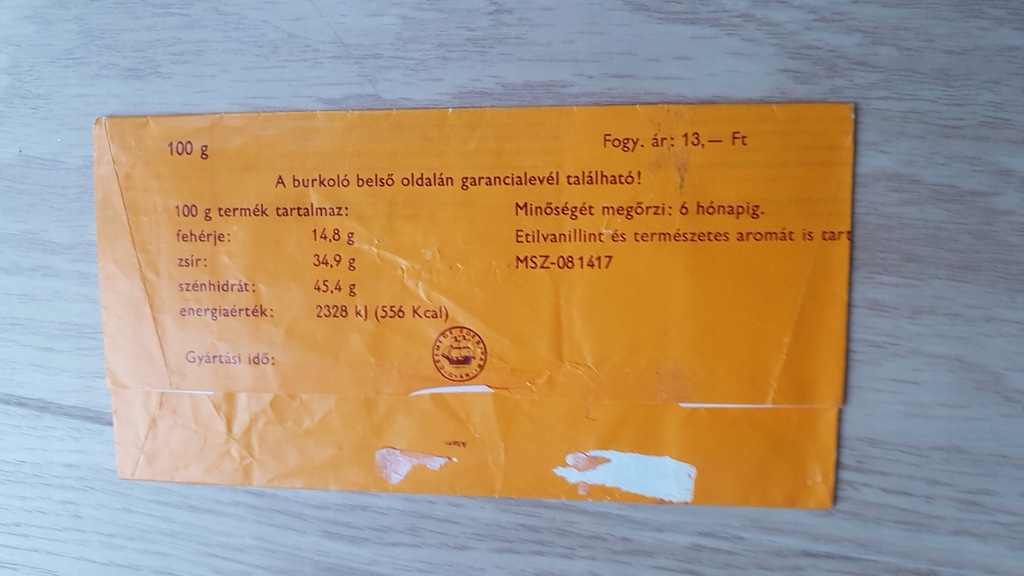 100 g
Fogy. ár: 13,— Ft
A burkoló belső oldalán garancialevél található!
100 g termék tartalmaz:
fehérje: 14,8 g
zsír: 34,9 g
szénhidrát: 45,4 g
energiaérték: 2328 kJ (556 Kcal)
Gyártási idő:
Minőségét megőrzi: 6 hónapig.
Etilvanillint és természetes aromát is tart
MSZ-081417